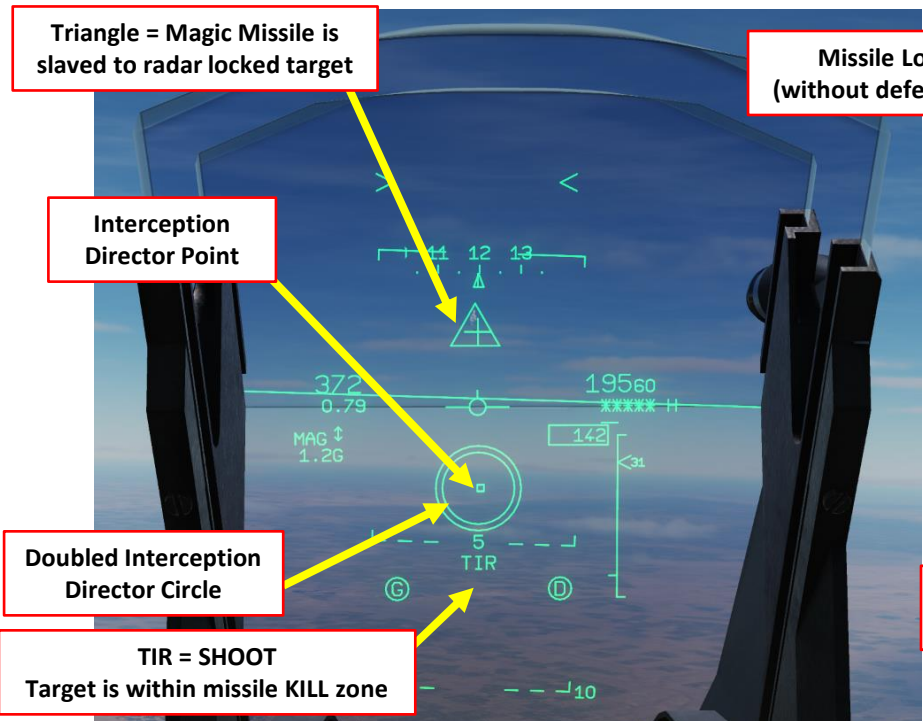 Triangle = Magic Missile is
slaved to radar locked target
Missile Lo
(without defe
> <
Interception
Director Point
11 12 13
372
0.79
19560
***** H
MAG ↕
1.2G
142
<31
Doubled Interception
Director Circle
5
TIR
G D
TIR = SHOOT
Target is within missile KILL zone
10